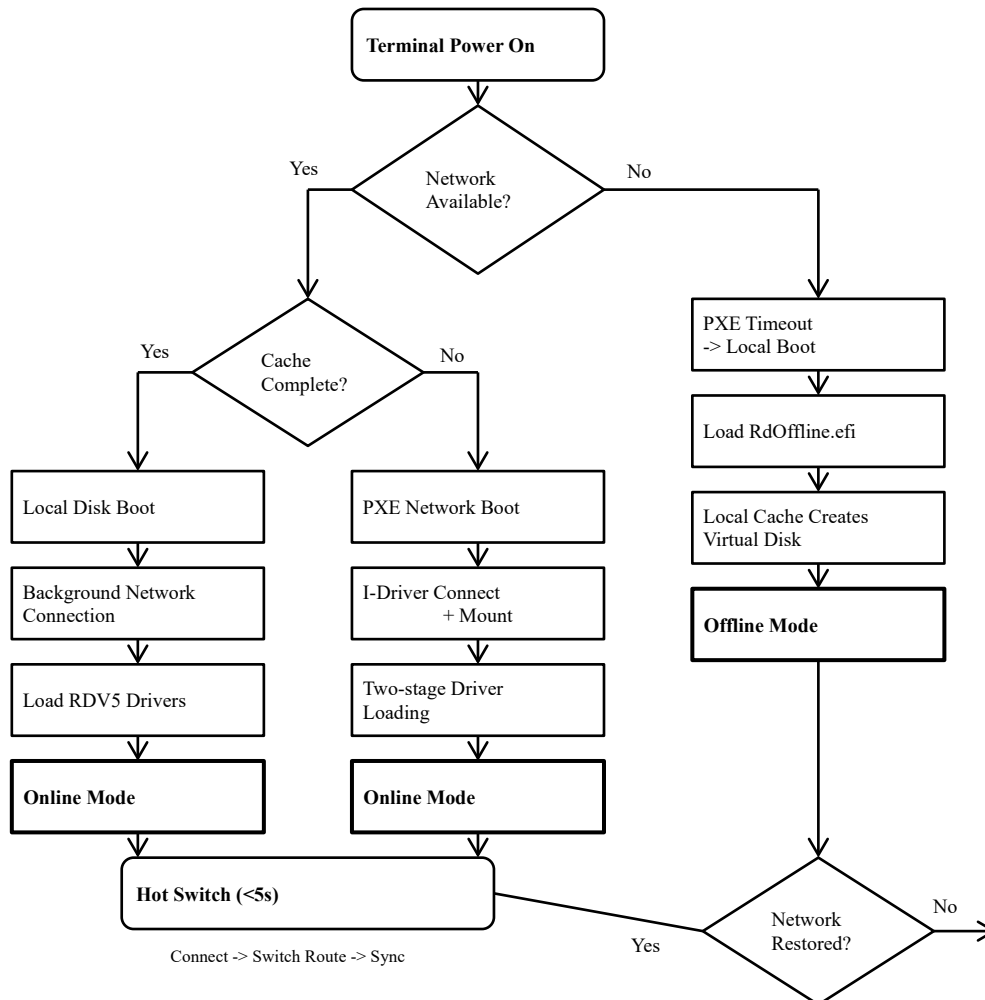 Terminal Power On
Yes
No
Network
Available?
PXE Timeout
-> Local Boot
Yes
No
Cache
Complete?
Load RdOffline.efi
Local Disk Boot
PXE Network Boot
Local Cache Creates
Virtual Disk
Background Network
Connection
I-Driver Connect
+ Mount
Offline Mode
Load RDV5 Drivers
Two-stage Driver
Loading
Online Mode
Online Mode
Hot Switch (<5s)
Connect -> Switch Route -> Sync
Yes
Network
Restored?
No